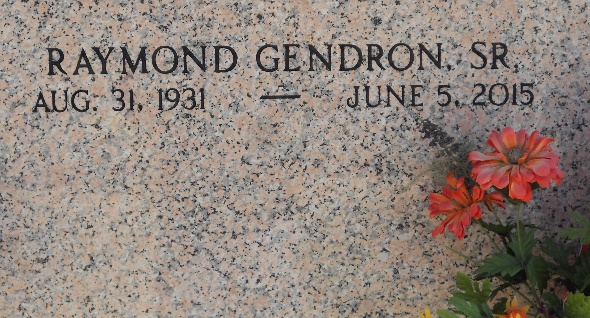 RAYMOND GENDRON, SR
AUG. 31, 1931 — JUNE 5, 2015